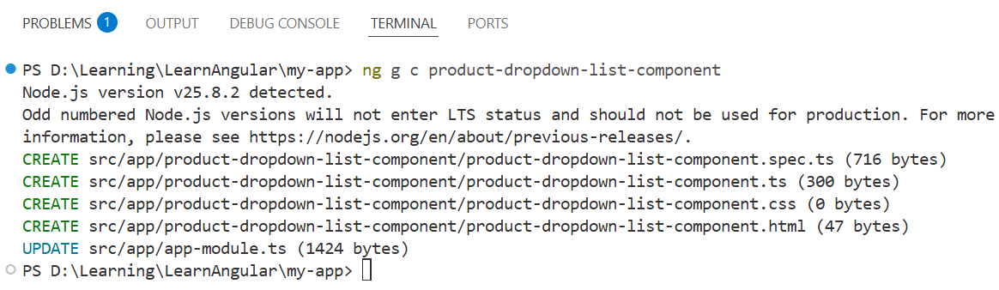 PROBLEMS 1 OUTPUT DEBUG CONSOLE TERMINAL PORTS
PS D:\Learning\LearnAngular\my-app> ng g c product-dropdown-list-component
Node.js version v25.8.2 detected.
Odd numbered Node.js versions will not enter LTS status and should not be used for production. For more
information, please see https://nodejs.org/en/about/previous-releases/.
CREATE src/app/product-dropdown-list-component/product-dropdown-list-component.spec.ts (716 bytes)
CREATE src/app/product-dropdown-list-component/product-dropdown-list-component.ts (300 bytes)
CREATE src/app/product-dropdown-list-component/product-dropdown-list-component.css (0 bytes)
CREATE src/app/product-dropdown-list-component/product-dropdown-list-component.html (47 bytes)
UPDATE src/app/app-module.ts (1424 bytes)
PS D:\Learning\LearnAngular\my-app>